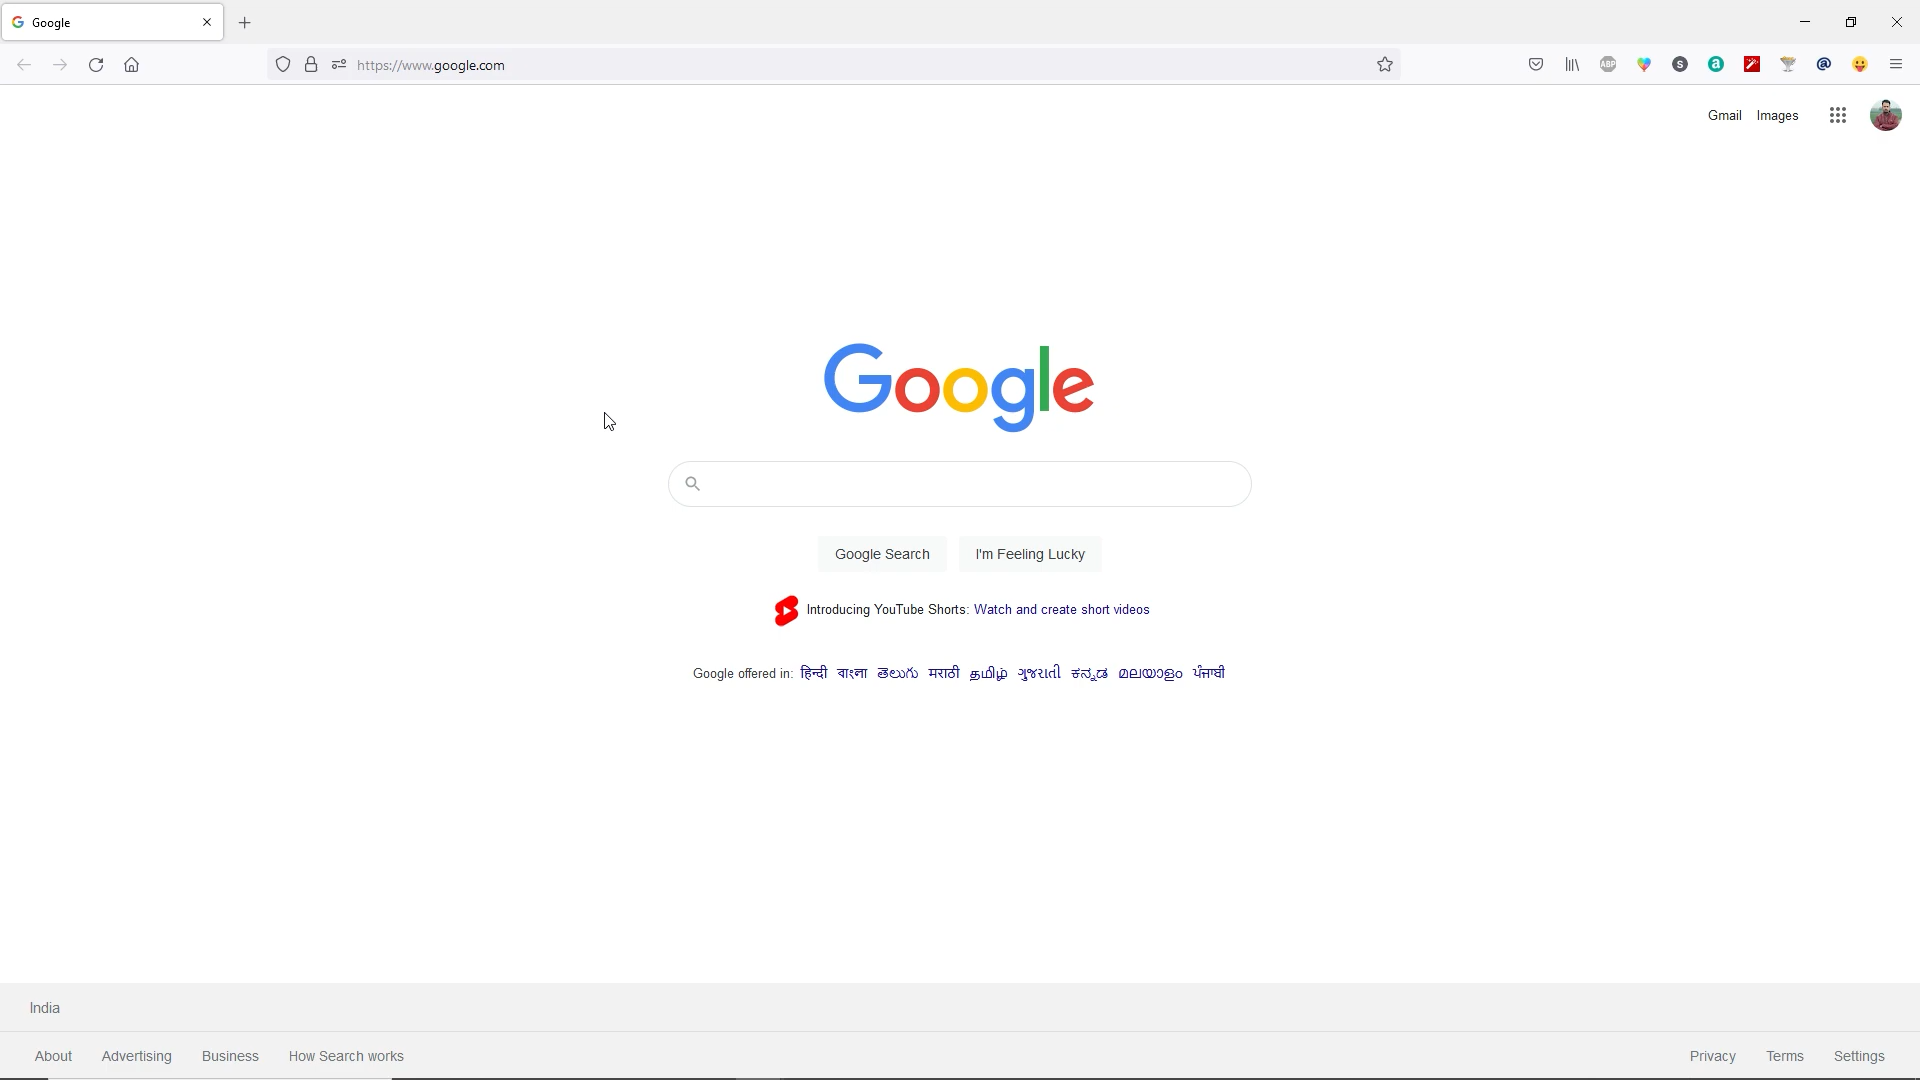 Google
https://www.google.com
ABP
S
a
@
Gmail Images
Google
Google Search I'm Feeling Lucky
Introducing YouTube Shorts: Watch and create short videos
Google offered in: हिन्दी বাংলা తెలుగు मराठी தமிழ் ગુજરાતી ಕನ್ನಡ മലയാളം ਪੰਜਾਬੀ
India
About Advertising Business How Search works Privacy Terms Settings